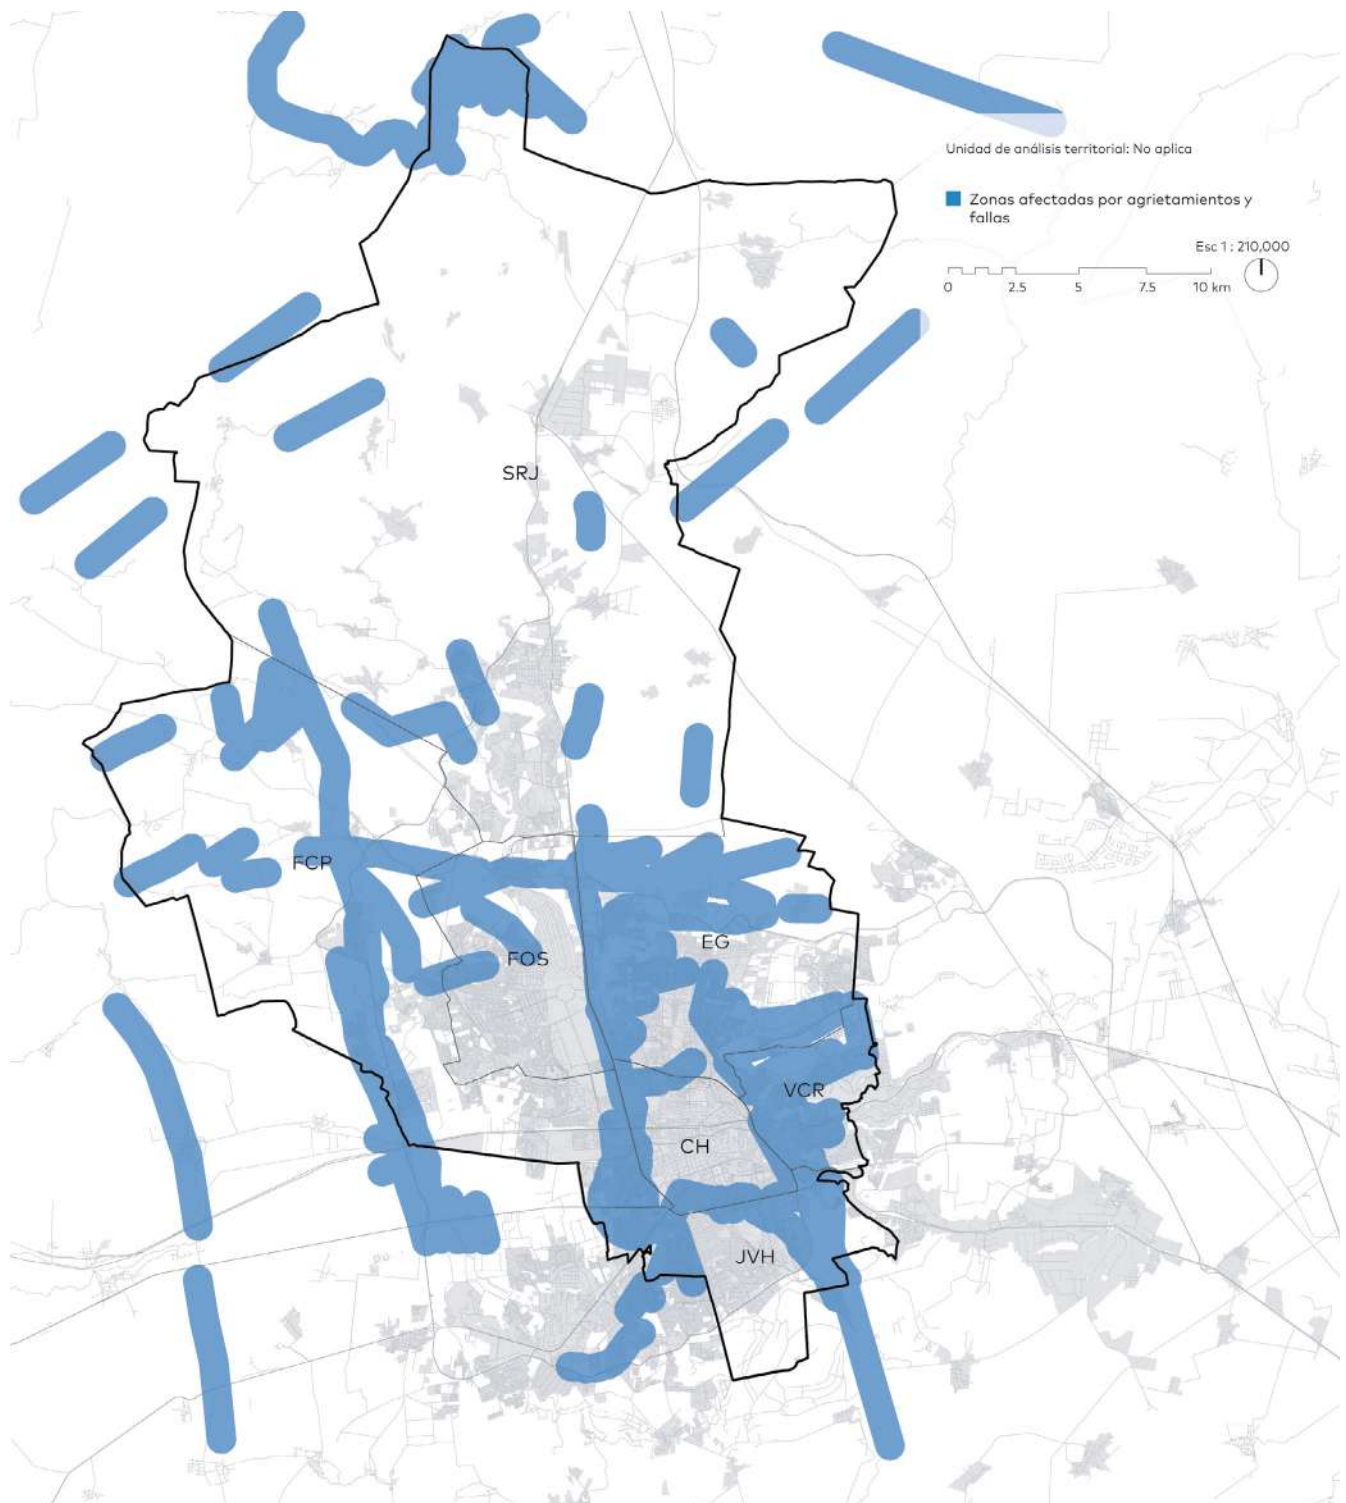 Unidad de análisis territorial: No aplica
Zonas afectadas por agrietamientos y
fallas
Esc 1 : 210,000
0 2.5 5 7.5 10 km
SRJ
FCP
EG
FOS
VCR
CH
JVH